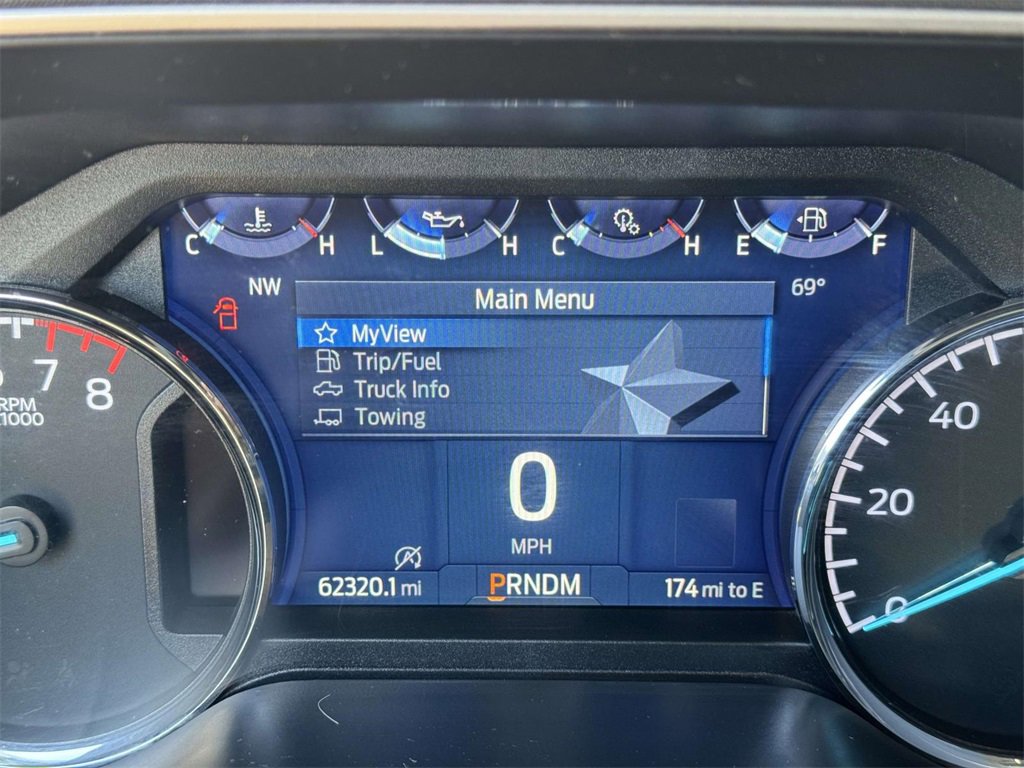 C H L H C H E F
NW 69°
Main Menu
MyView
Trip/Fuel
Truck Info
Towing
7
8
RPM
1000
0
MPH
62320.1 mi
PRNDM
174 mi to E
40
20
0